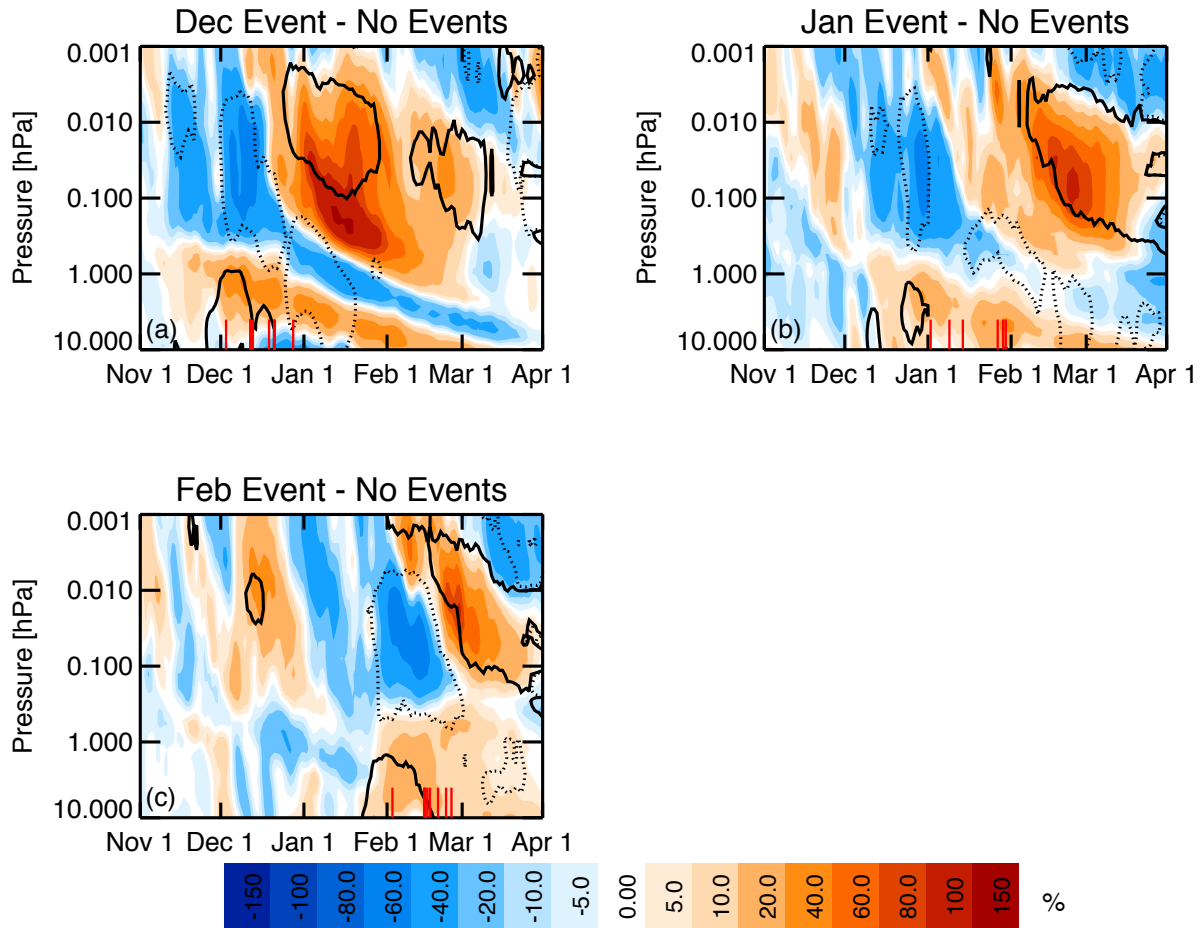 Dec Event - No Events
Jan Event - No Events
Pressure [hPa]
0.001
0.010
0.100
1.000
10.000
(a)
Nov 1 Dec 1 Jan 1 Feb 1 Mar 1 Apr 1
Pressure [hPa]
0.001
0.010
0.100
1.000
10.000
(b)
Nov 1 Dec 1 Jan 1 Feb 1 Mar 1 Apr 1
Feb Event - No Events
Pressure [hPa]
0.001
0.010
0.100
1.000
10.000
(c)
Nov 1 Dec 1 Jan 1 Feb 1 Mar 1 Apr 1
-150 -100 -80.0 -60.0 -40.0 -20.0 -10.0 -5.0 0.00 5.0 10.0 20.0 40.0 60.0 80.0 100 150 %